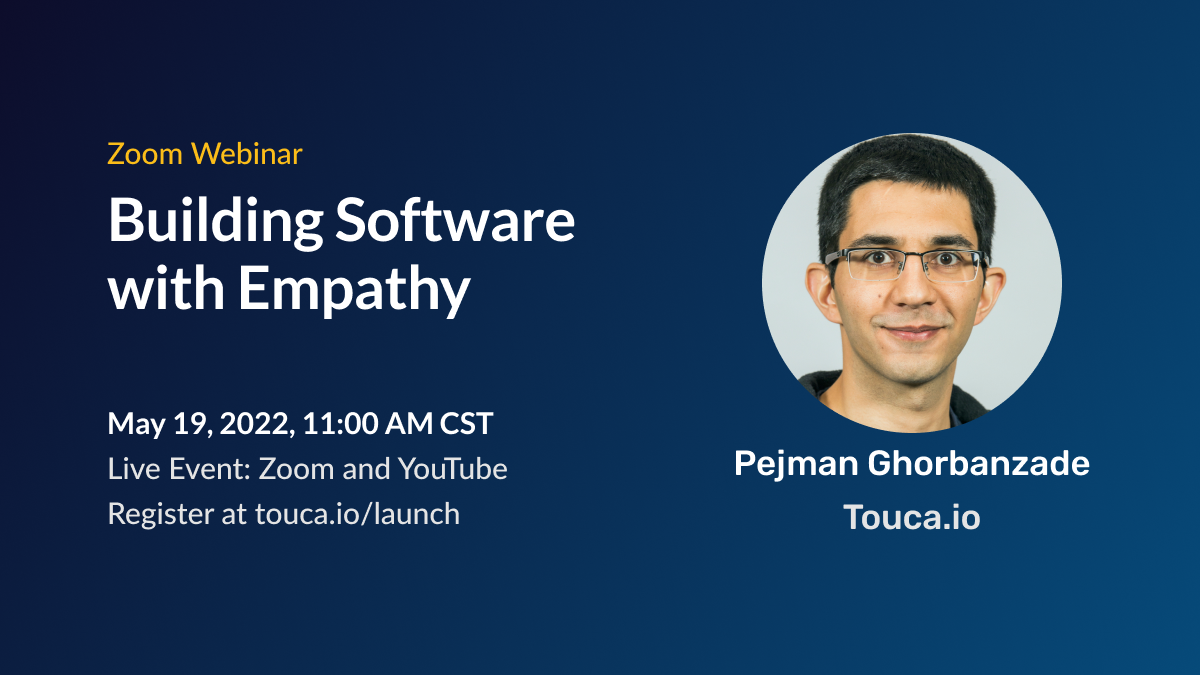 Zoom Webinar
Building Software
with Empathy
May 19, 2022, 11:00 AM CST
Live Event: Zoom and YouTube
Register at touca.io/launch
Pejman Ghorbanzade
Touca.io